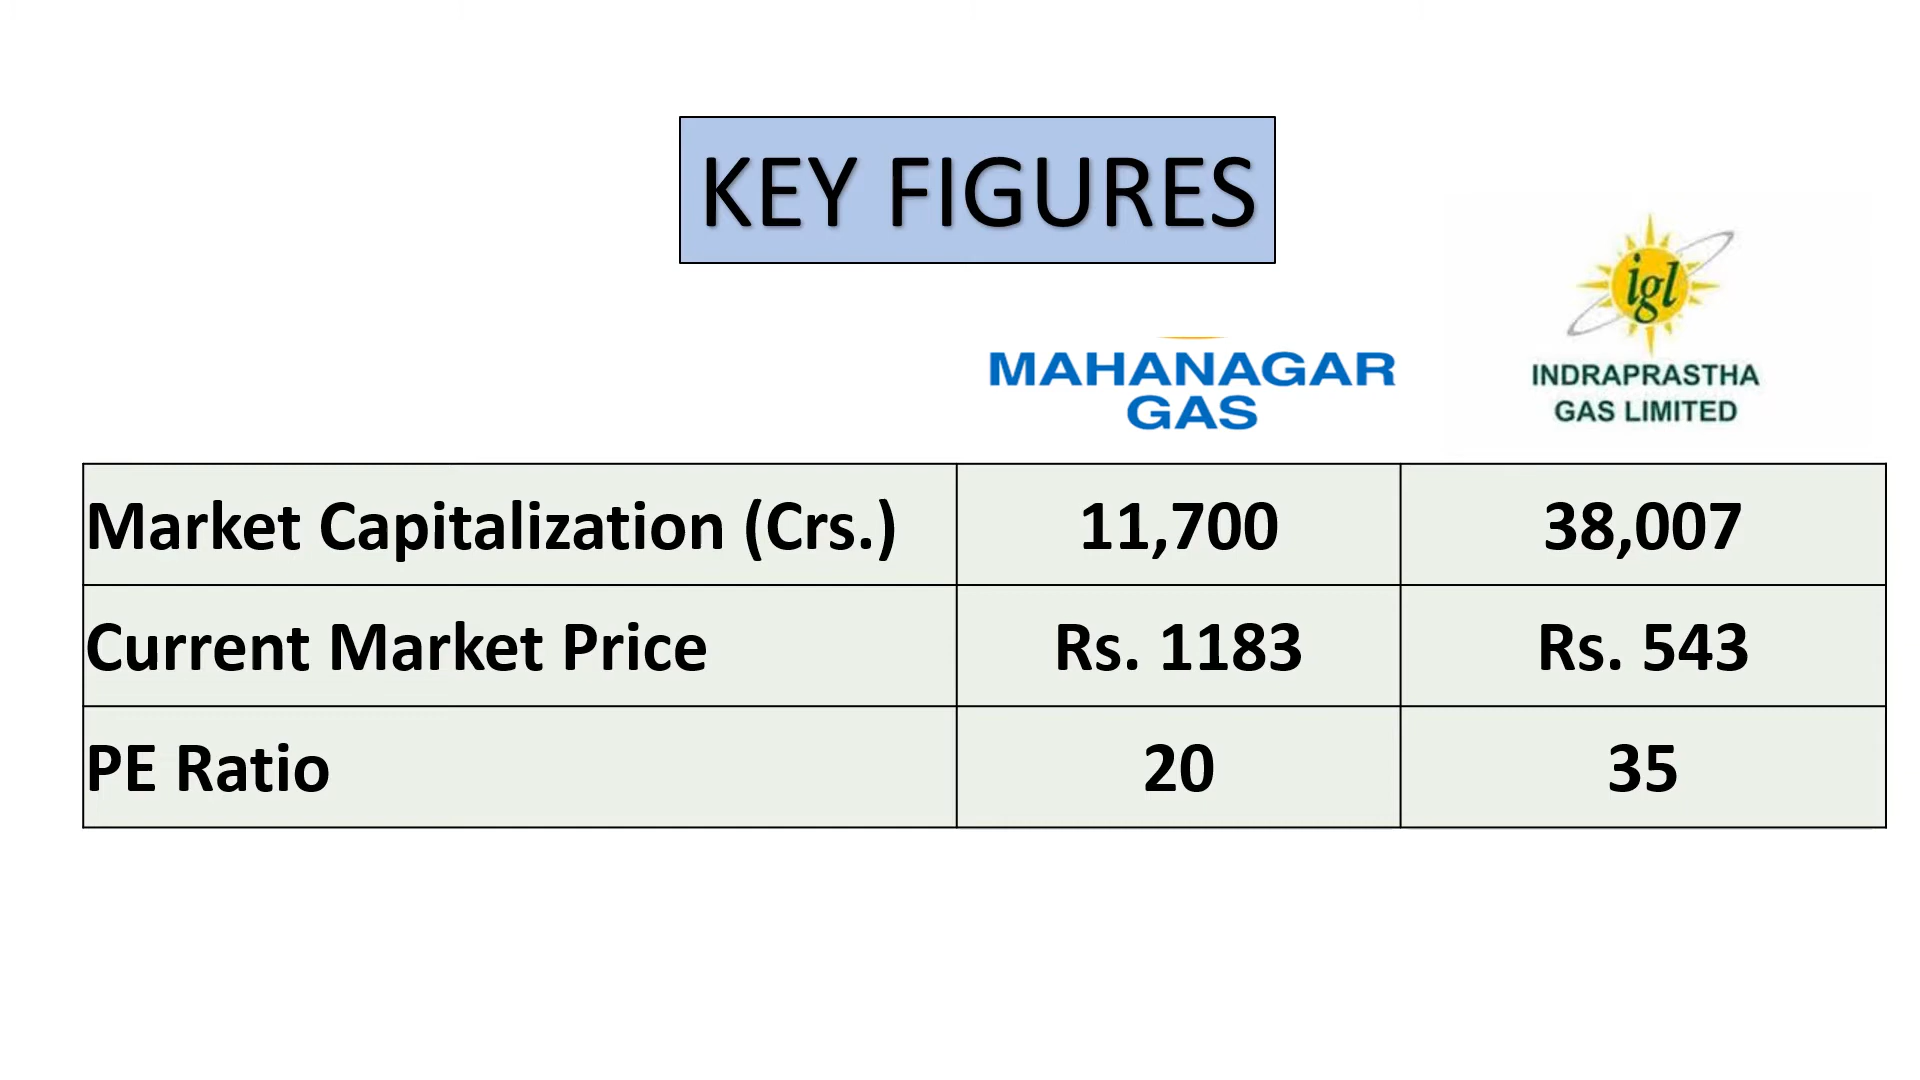 KEY FIGURES
igl
MAHANAGAR
GAS
INDRAPRASTHA
GAS LIMITED
Market Capitalization (Crs.) 11,700 38,007
Current Market Price Rs. 1183 Rs. 543
PE Ratio 20 35